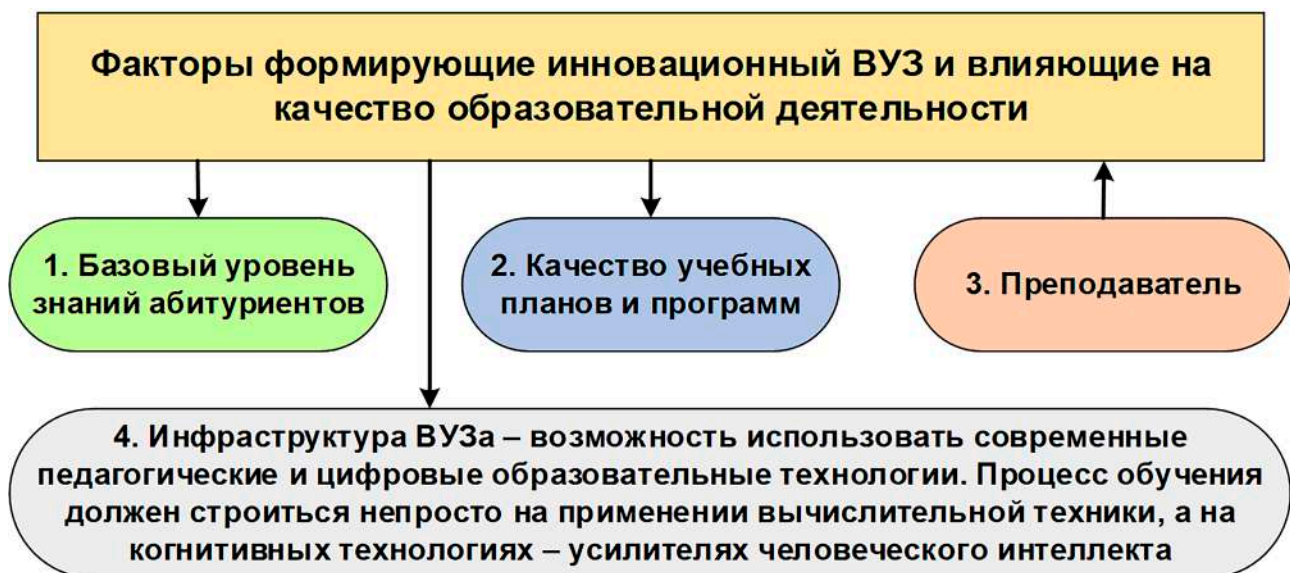 Факторы формирующие инновационный ВУЗ и влияющие на
качество образовательной деятельности
1. Базовый уровень
знаний абитуриентов
2. Качество учебных
планов и программ
3. Преподаватель
4. Инфраструктура ВУЗа – возможность использовать современные
педагогические и цифровые образовательные технологии. Процесс обучения
должен строиться непросто на применении вычислительной техники, а на
когнитивных технологиях – усилителях человеческого интеллекта